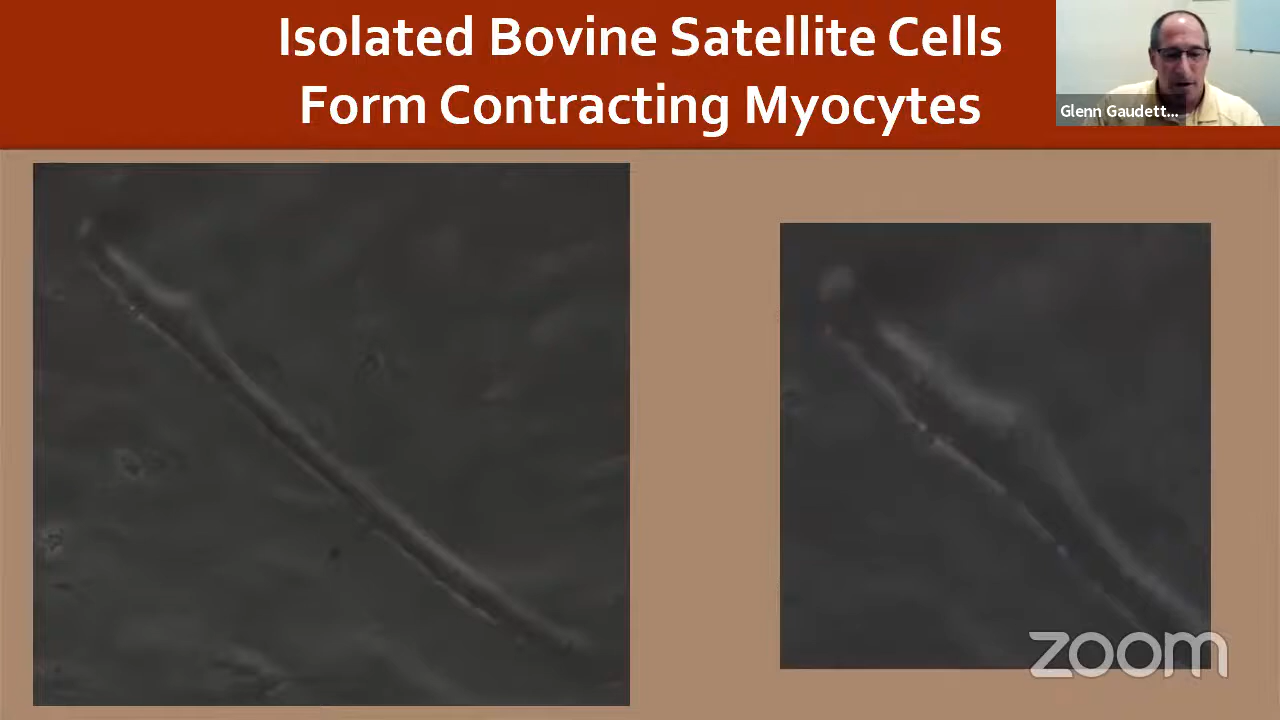 Isolated Bovine Satellite Cells
Form Contracting Myocytes
Glenn Gaudett...
zoom